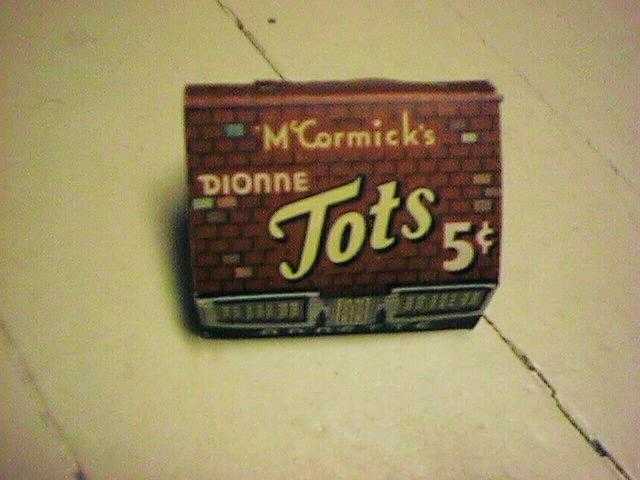 McCormick's
DIONNE
Tots
5¢